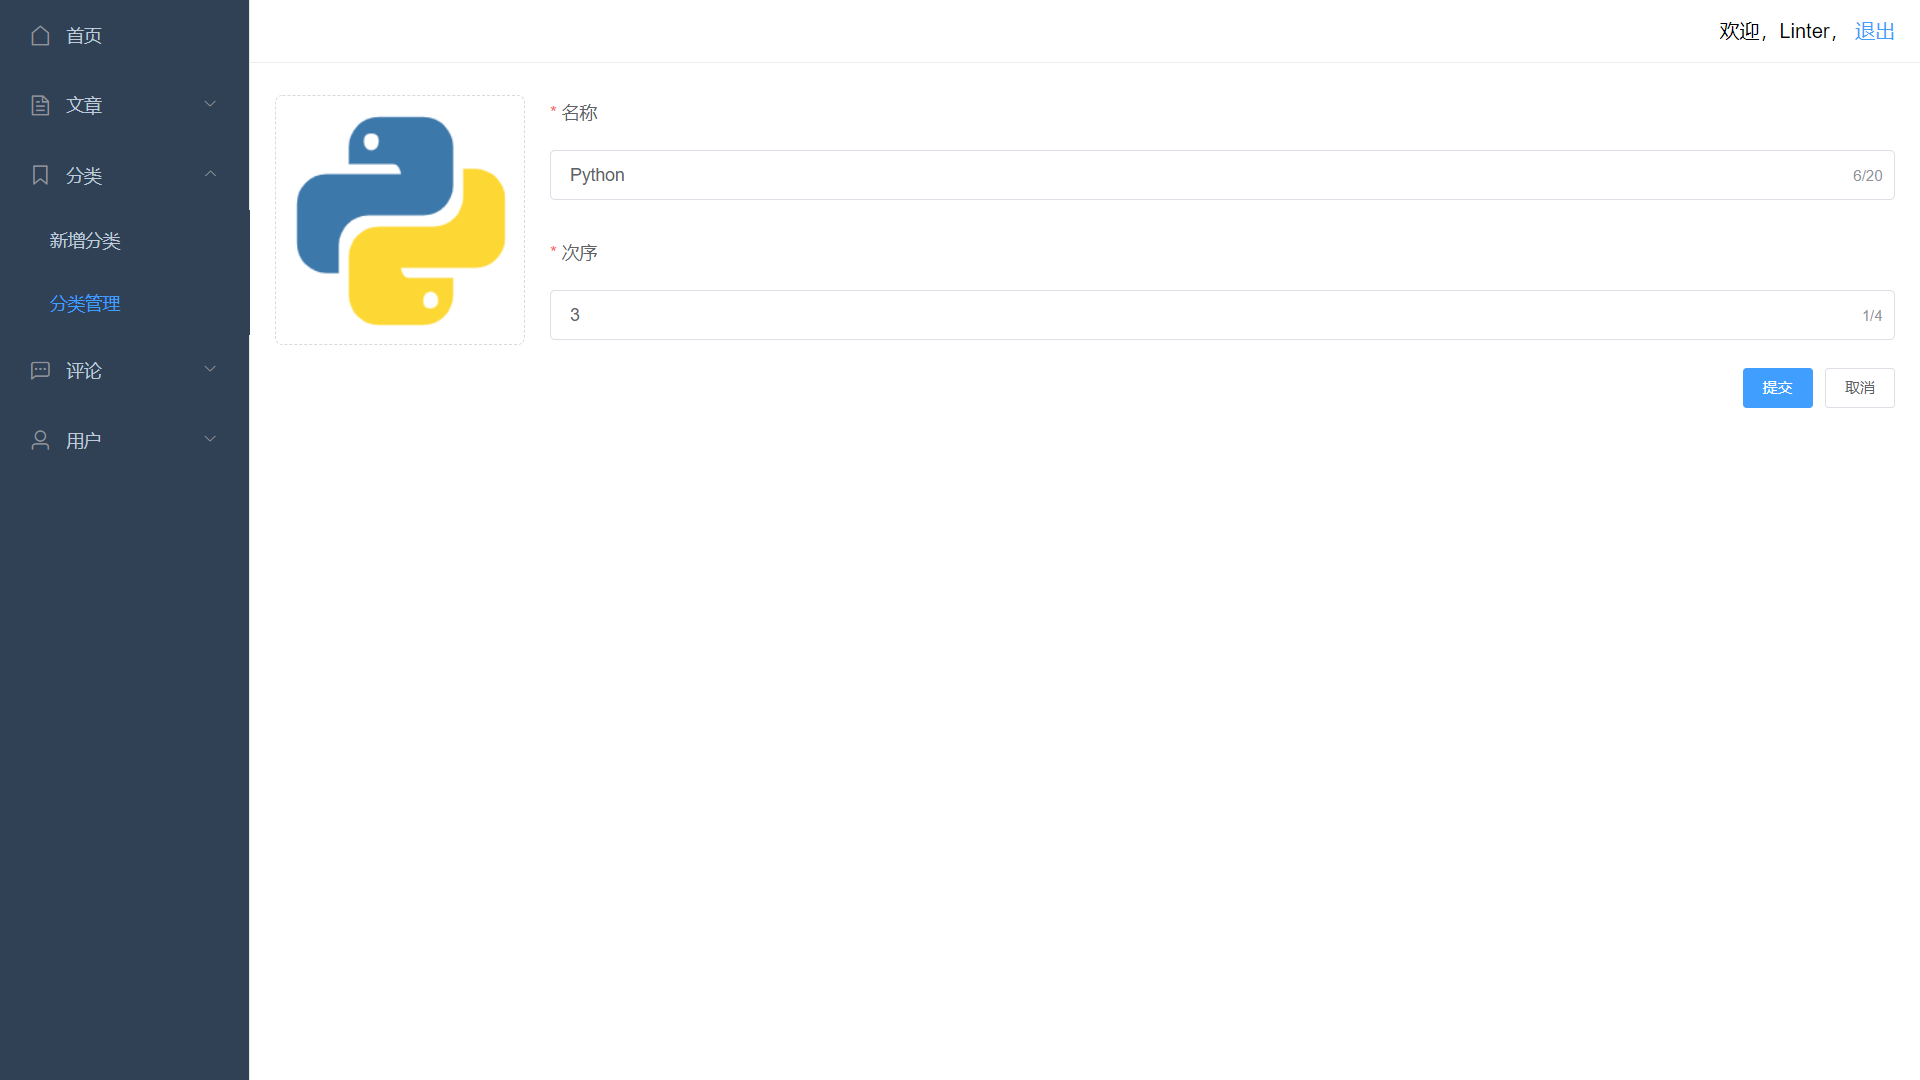 首页
文章
分类
新增分类
分类管理
评论
用户
欢迎，Linter， 退出
* 名称
Python 6/20
* 次序
3 1/4
提交 取消